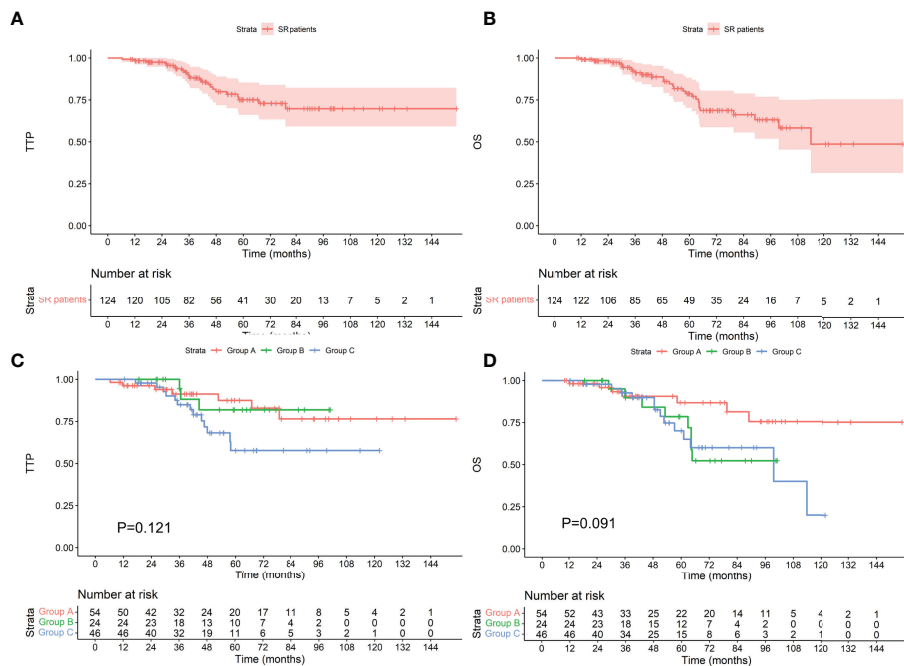 A
Strata SR patients
1.00
0.75
0.50
0.25
0.00
TTP
0 12 24 36 48 60 72 84 96 108 120 132 144
Time (months)
Number at risk
Strata
SR patients 124 120 105 82 56 41 30 20 13 7 5 2 1
0 12 24 36 48 60 72 84 96 108 120 132 144
Time (months)
B
Strata SR patients
1.00
0.75
0.50
0.25
0.00
OS
0 12 24 36 48 60 72 84 96 108 120 132 144
Time (months)
Number at risk
Strata
SR patients 124 122 106 85 65 49 35 24 16 7 5 2 1
0 12 24 36 48 60 72 84 96 108 120 132 144
Time (months)
C
Strata Group A Group B Group C
1.00
0.75
0.50
0.25
0.00
TTP
P=0.121
0 12 24 36 48 60 72 84 96 108 120 132 144
Time (months)
Number at risk
Strata
Group A 54 50 42 32 24 20 17 11 8 5 4 2 1
Group B 24 24 23 18 13 10 7 4 2 0 0 0 0
Group C 46 46 40 32 19 11 6 5 3 2 1 0 0
0 12 24 36 48 60 72 84 96 108 120 132 144
Time (months)
D
Strata Group A Group B Group C
1.00
0.75
0.50
0.25
0.00
OS
P=0.091
0 12 24 36 48 60 72 84 96 108 120 132 144
Time (months)
Number at risk
Strata
Group A 54 52 43 33 25 22 20 14 11 5 4 2 1
Group B 24 24 23 18 15 12 7 4 2 0 0 0 0
Group C 46 46 40 34 25 15 8 6 3 2 1 0 0
0 12 24 36 48 60 72 84 96 108 120 132 144
Time (months)